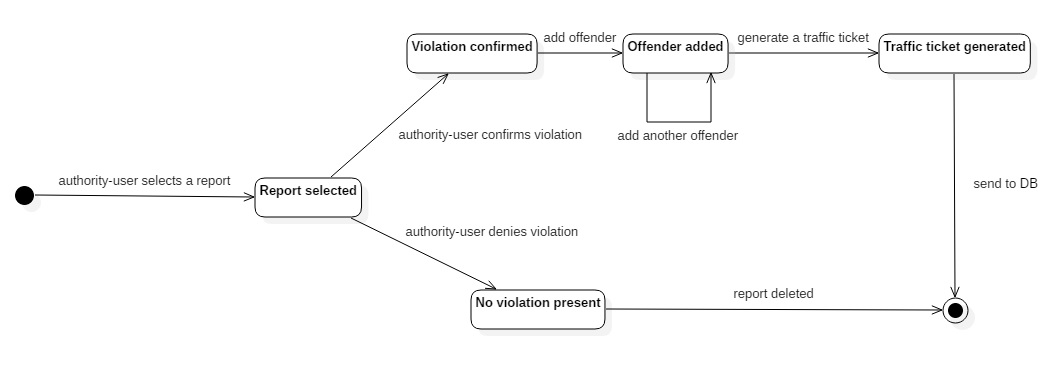 add offender
generate a traffic ticket
Violation confirmed
Offender added
Traffic ticket generated
authority-user confirms violation
add another offender
authority-user selects a report
send to DB
Report selected
authority-user denies violation
report deleted
No violation present